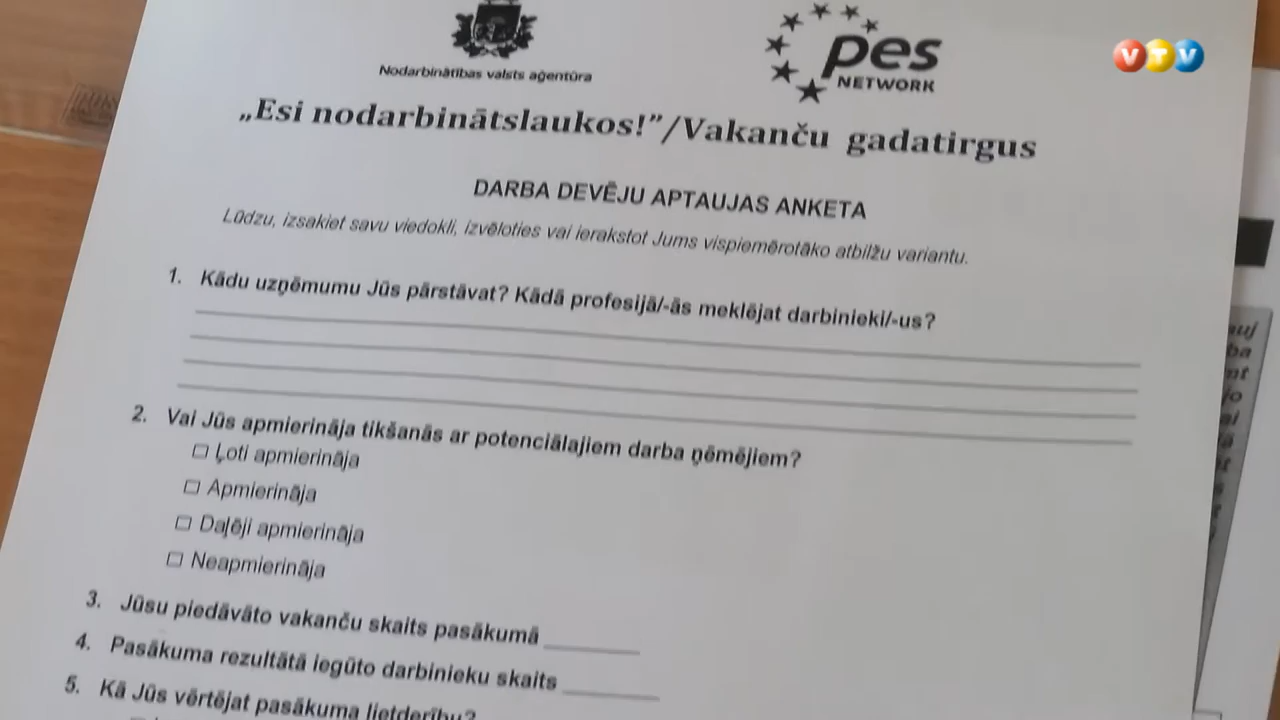 VTV
Nodarbinātības valsts aģentūra
pes
NETWORK
„Esi nodarbinātslaukos!”/Vakanču gadatirgus
DARBA DEVĒJU APTAUJAS ANKETA
Lūdzu, izsakiet savu viedokli, izvēloties vai ierakstot Jums vispiemērotāko atbilžu variantu.
1. Kādu uzņēmumu Jūs pārstāvat? Kādā profesijā/-ās meklējat darbinieki/-us?
2. Vai Jūs apmierināja tikšanās ar potenciālajiem darba ņēmējiem?
Ļoti apmierināja
Apmierināja
Daļēji apmierināja
Neapmierināja
3. Jūsu piedāvāto vakanču skaits pasākumā
4. Pasākuma rezultātā iegūto darbinieku skaits
5. Kā Jūs vērtējat pasākuma lietderību?